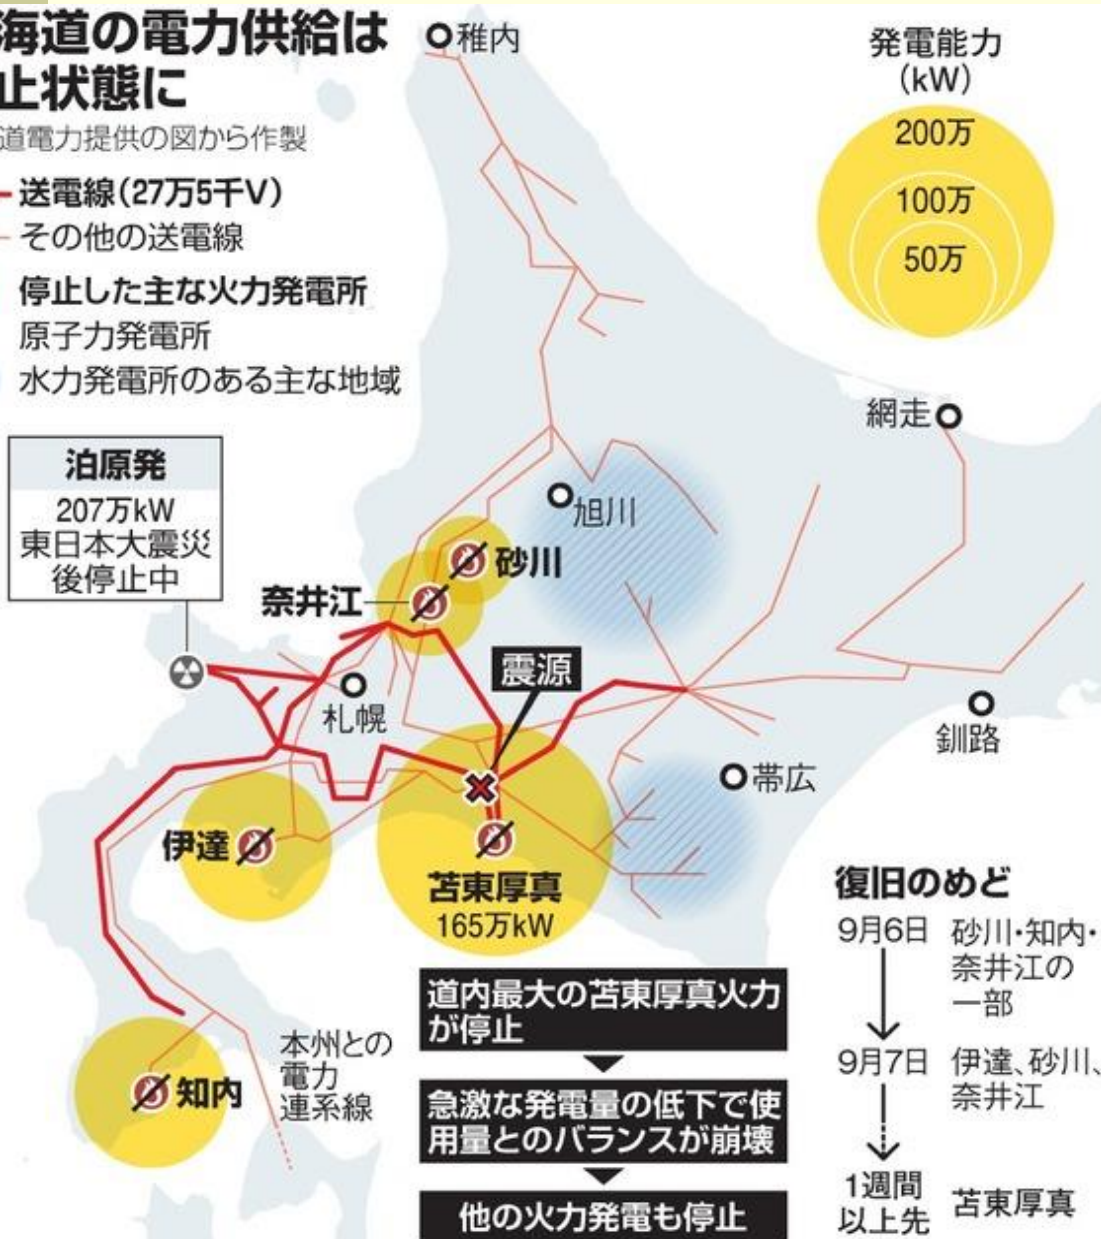 海道の電力供給は
止状態に
道電力提供の図から作製
送電線(27万5千V)
その他の送電線
停止した主な火力発電所
原子力発電所
水力発電所のある主な地域
発電能力
(kW)
200万
100万
50万
稚内
網走
旭川
泊原発
207万kW
東日本大震災
後停止中
砂川
奈井江
震源
札幌
釧路
帯広
伊達
苫東厚真
165万kW
知内
本州との
電力
連系線
道内最大の苫東厚真火力
が停止
急激な発電量の低下で使
用量とのバランスが崩壊
他の火力発電も停止
復旧のめど
9月6日 砂川・知内・
奈井江の
一部
9月7日 伊達、砂川、
奈井江
1週間
以上先
苫東厚真